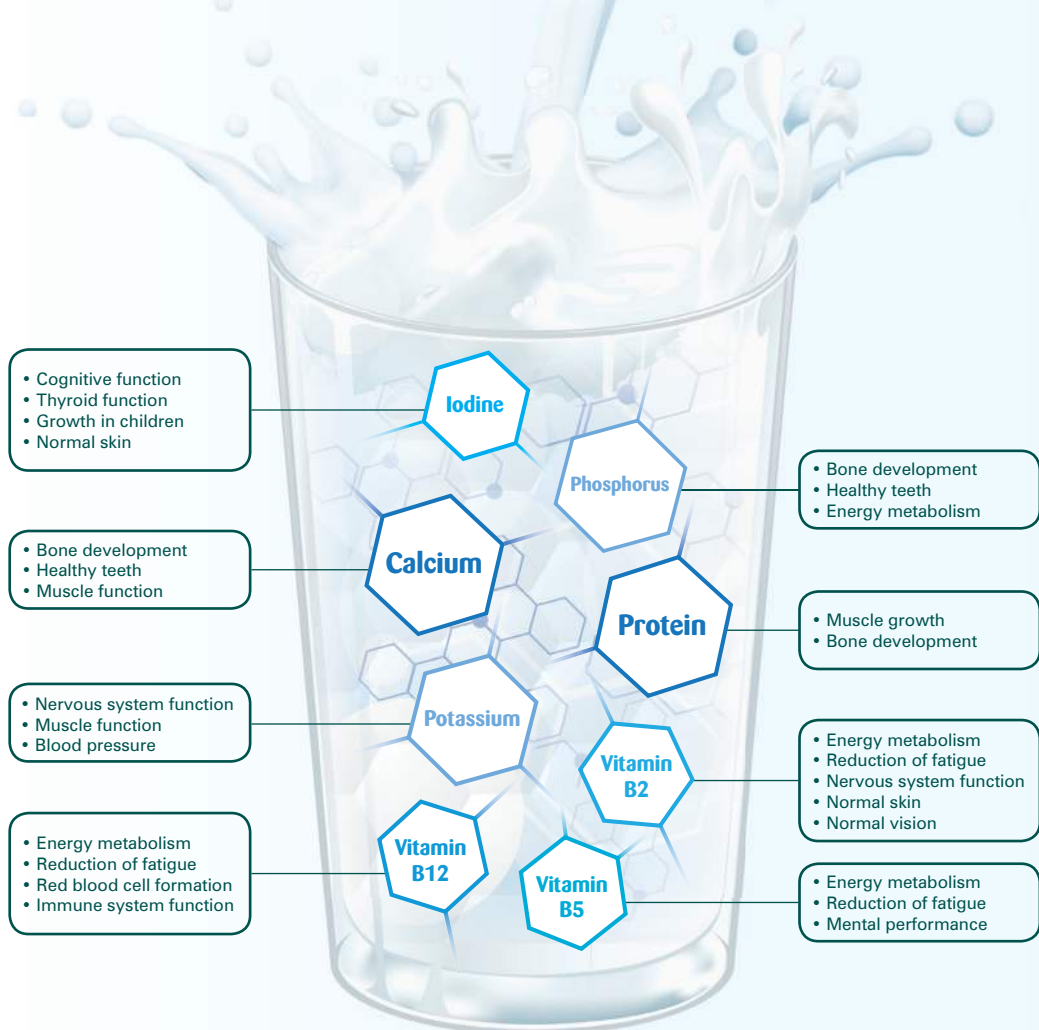 • Cognitive function
• Thyroid function
• Growth in children
• Normal skin
Iodine
Phosphorus
• Bone development
• Healthy teeth
• Energy metabolism
• Bone development
• Healthy teeth
• Muscle function
Calcium
Protein
• Muscle growth
• Bone development
• Nervous system function
• Muscle function
• Blood pressure
Potassium
Vitamin
B2
• Energy metabolism
• Reduction of fatigue
• Nervous system function
• Normal skin
• Normal vision
• Energy metabolism
• Reduction of fatigue
• Red blood cell formation
• Immune system function
Vitamin
B12
Vitamin
B5
• Energy metabolism
• Reduction of fatigue
• Mental performance